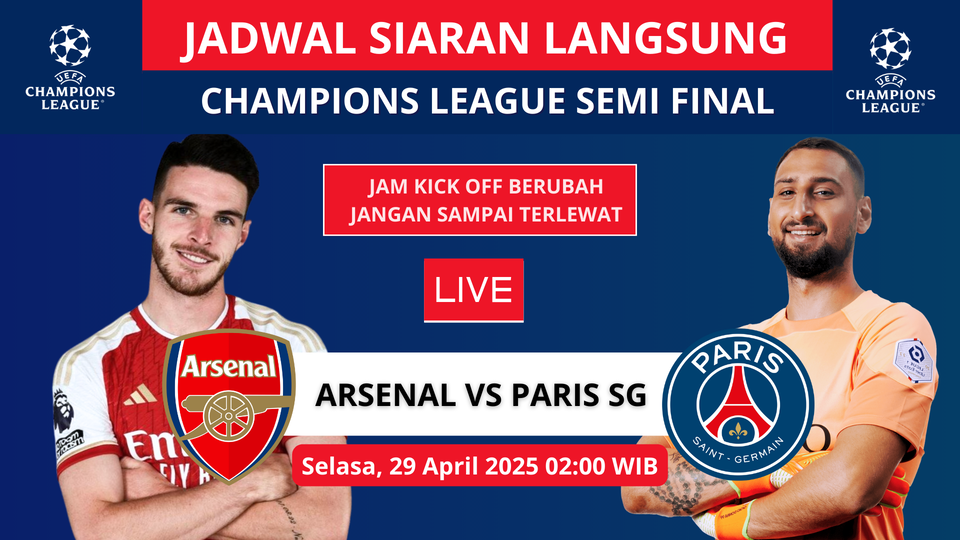 JADWAL SIARAN LANGSUNG
UEFA
CHAMPIONS
LEAGUE
CHAMPIONS LEAGUE SEMI FINAL
UEFA
CHAMPIONS
LEAGUE
JAM KICK OFF BERUBAH
JANGAN SAMPAI TERLEWAT
LIVE
Arsenal
ARSENAL VS PARIS SG
PARIS
SAINT-GERMAIN
Selasa, 29 April 2025 02:00 WIB